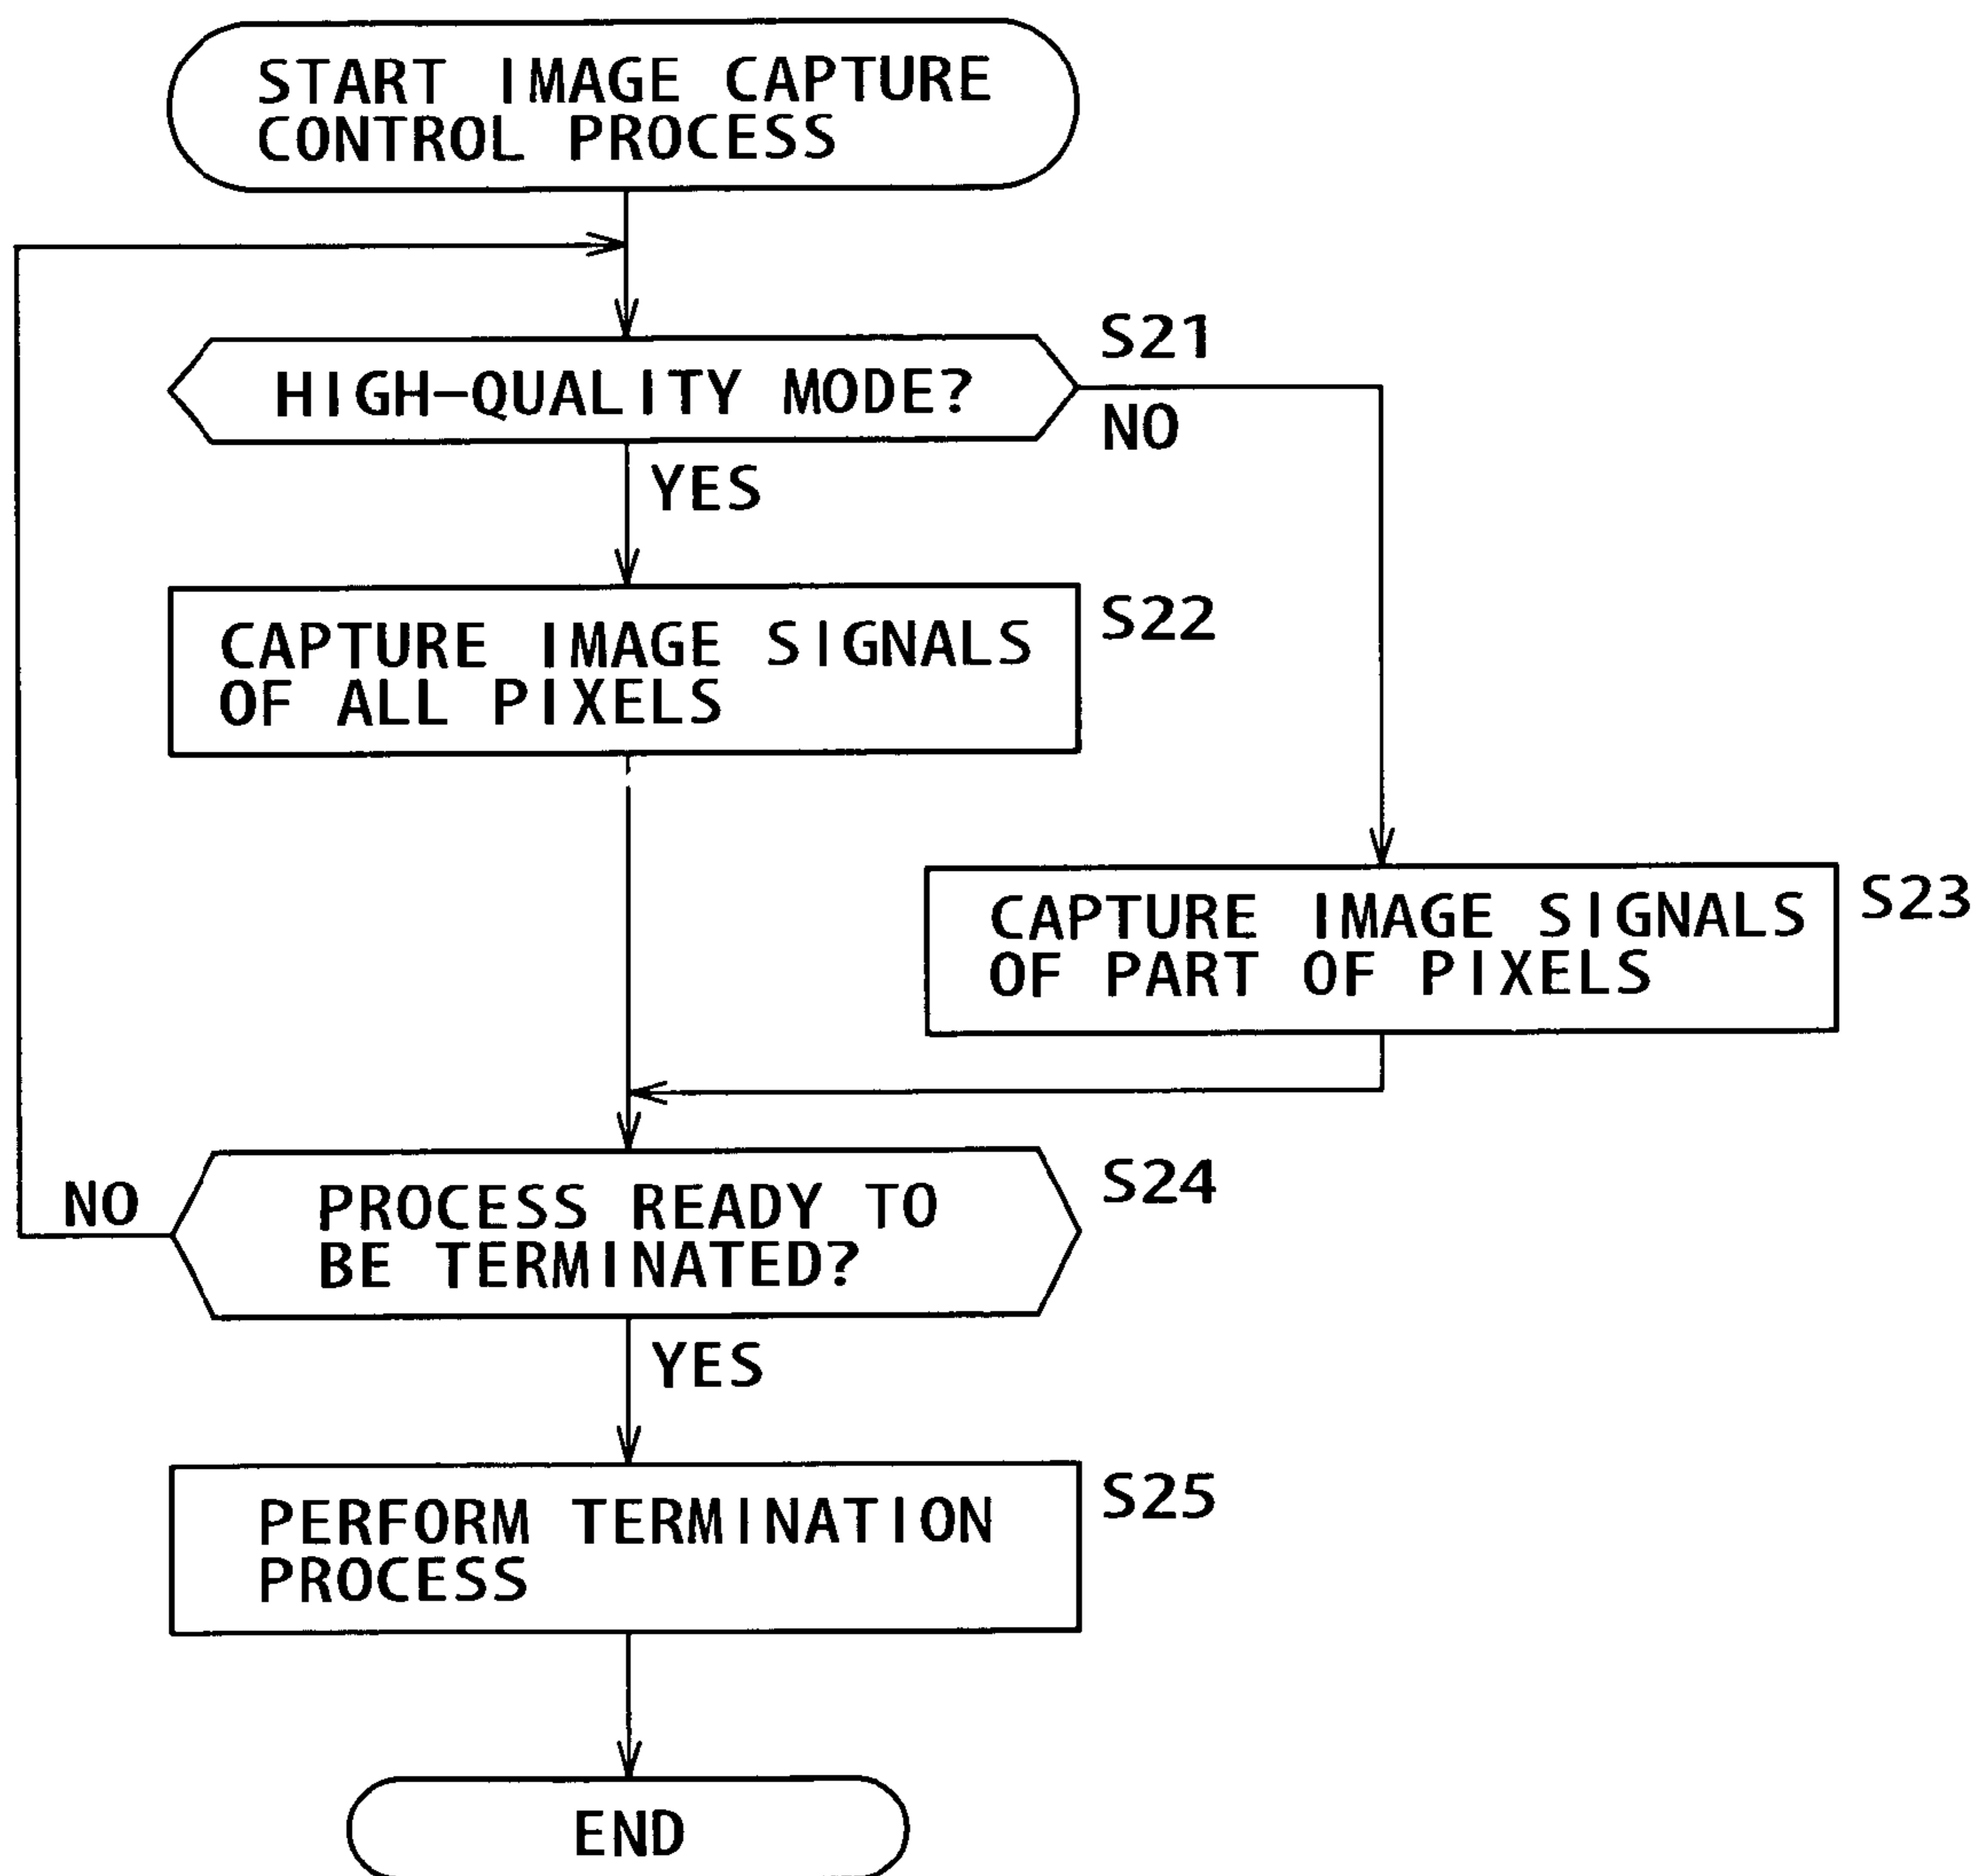 START IMAGE CAPTURE
CONTROL PROCESS
S21
HIGH-QUALITY MODE?
NO
YES
S22
CAPTURE IMAGE SIGNALS
OF ALL PIXELS
S23
CAPTURE IMAGE SIGNALS
OF PART OF PIXELS
S24
NO
PROCESS READY TO
BE TERMINATED?
YES
S25
PERFORM TERMINATION
PROCESS
END